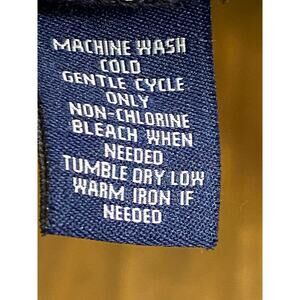 MACHINE WASH
COLD
GENTLE CYCLE
ONLY
NON-CHLORINE
BLEACH WHEN
NEEDED
TUMBLE DRY LOW
WARM IRON IF
NEEDED